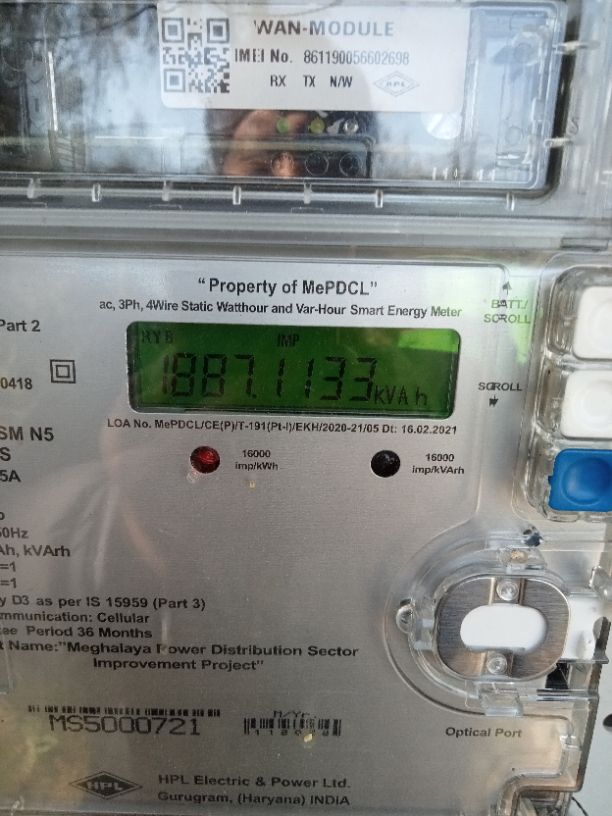 WAN-MODULE
IMEI No. 861190056602698
RX TX N/W
HPL
"Property of MePDCL"
ac, 3Ph, 4Wire Static Watthour and Var-Hour Smart Energy Meter
BATT./
SCROLL
Part 2
RYB IMP
1887.1133kVAh
0418
SCROLL
LOA No. MePDCL/CE(P)/T-191(Pt-I)/EKH/2020-21/05 Dt: 16.02.2021
SM N5
S
5A
16000
imp/kWh
16000
imp/kVArh
0Hz
Ah, kVArh
=1
=1
y D3 as per IS 15959 (Part 3)
mmunication: Cellular
ee Period 36 Months
t Name:"Meghalaya Power Distribution Sector
Improvement Project"
MS5000721
M/Yr.
Optical Port
HPL
HPL Electric & Power Ltd.
Gurugram, (Haryana) INDIA